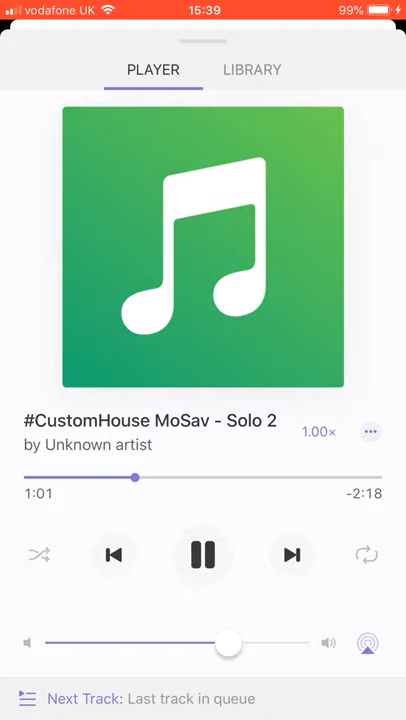 vodafone UK 15:39 99%
PLAYER LIBRARY
#CustomHouse MoSav - Solo 2
by Unknown artist
1.00×
1:01 -2:18
Next Track: Last track in queue